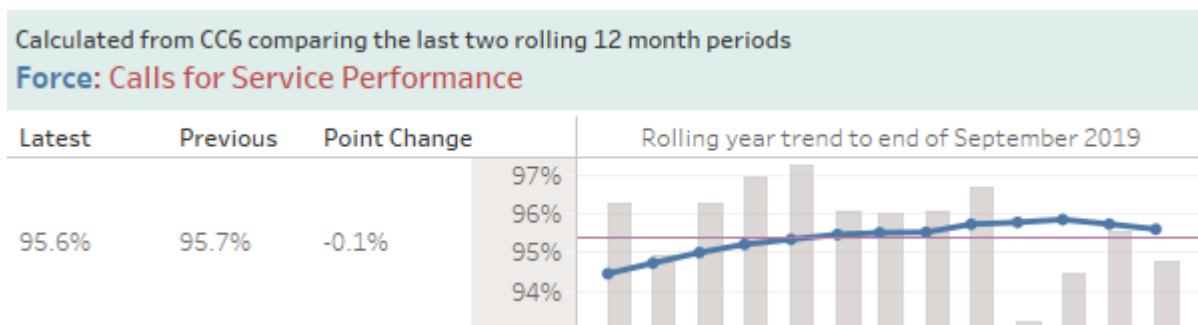 Calculated from CC6 comparing the last two rolling 12 month periods
Force: Calls for Service Performance
Latest Previous Point Change Rolling year trend to end of September 2019
97%
96%
95.6% 95.7% -0.1%
95%
94%